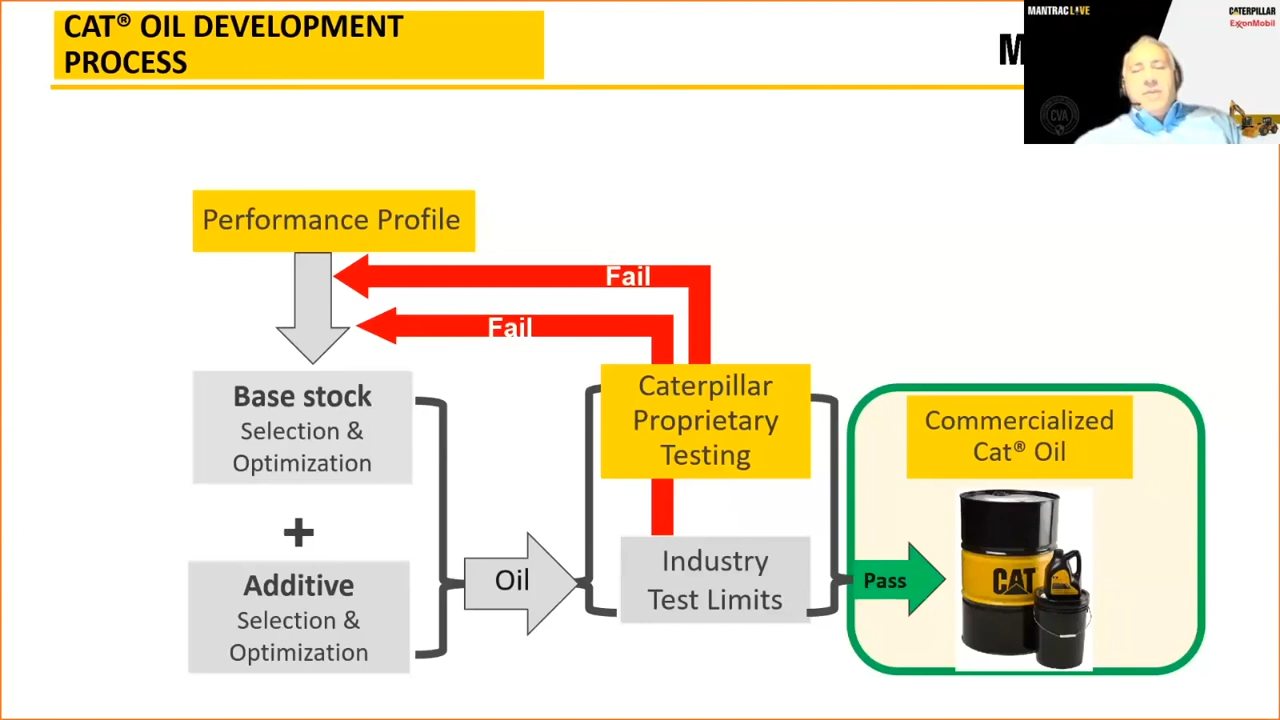 CAT® OIL DEVELOPMENT
PROCESS
MANTRAC LIVE
CATERPILLAR
ExxonMobil
CVA
Performance Profile
Fail
Fail
Base stock
Selection &
Optimization
+
Additive
Selection &
Optimization
Oil
Caterpillar
Proprietary
Testing
Industry
Test Limits
Pass
Commercialized
Cat® Oil
CAT